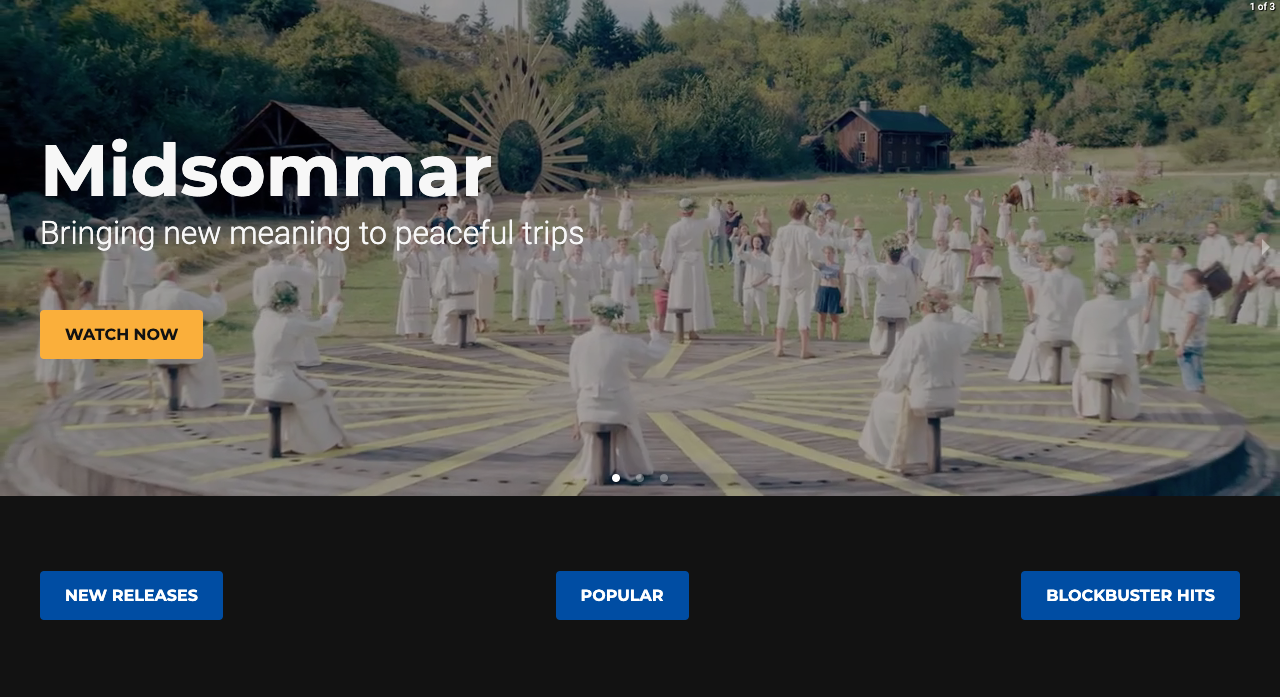 1 of 3
Midsommar
Bringing new meaning to peaceful trips
WATCH NOW
NEW RELEASES
POPULAR
BLOCKBUSTER HITS